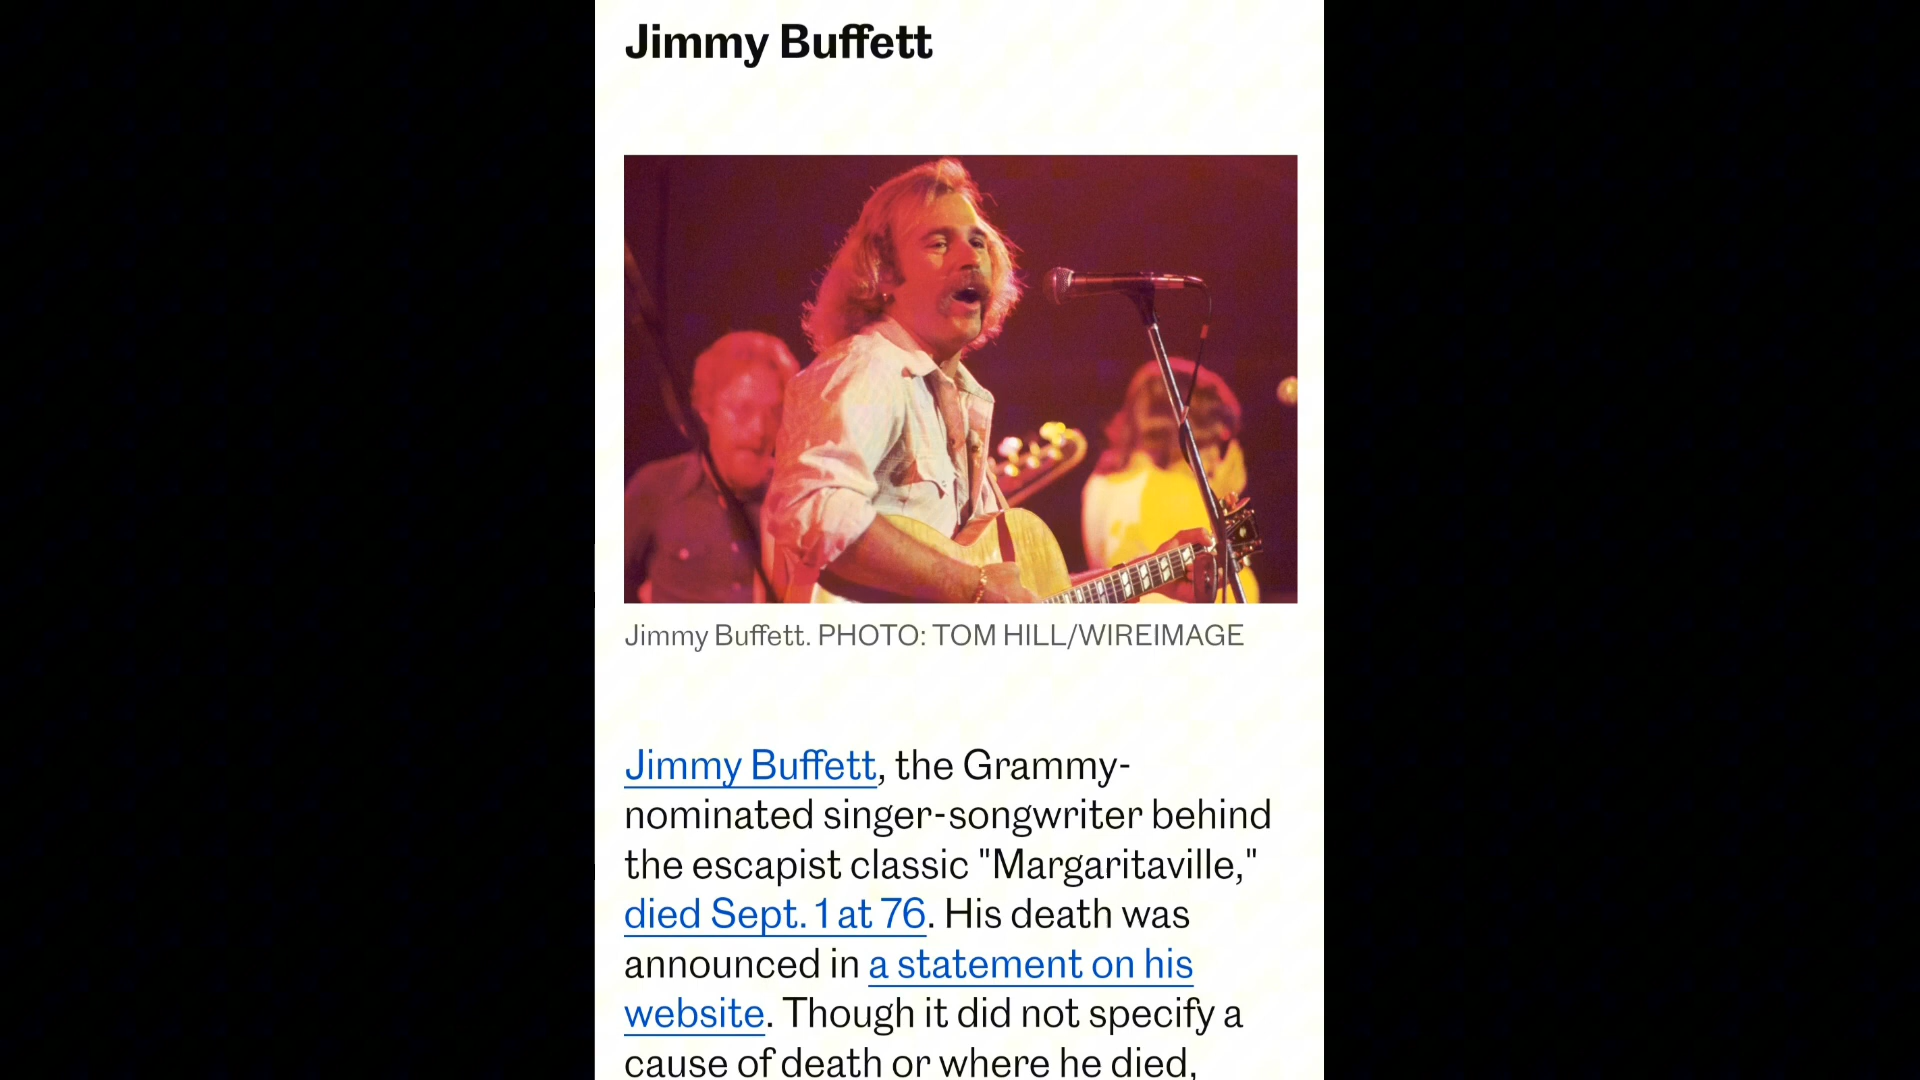 Jimmy Buffett
Jimmy Buffett. PHOTO: TOM HILL/WIREIMAGE
Jimmy Buffett, the Grammy-
nominated singer-songwriter behind
the escapist classic "Margaritaville,"
died Sept. 1 at 76. His death was
announced in a statement on his
website. Though it did not specify a
cause of death or where he died,